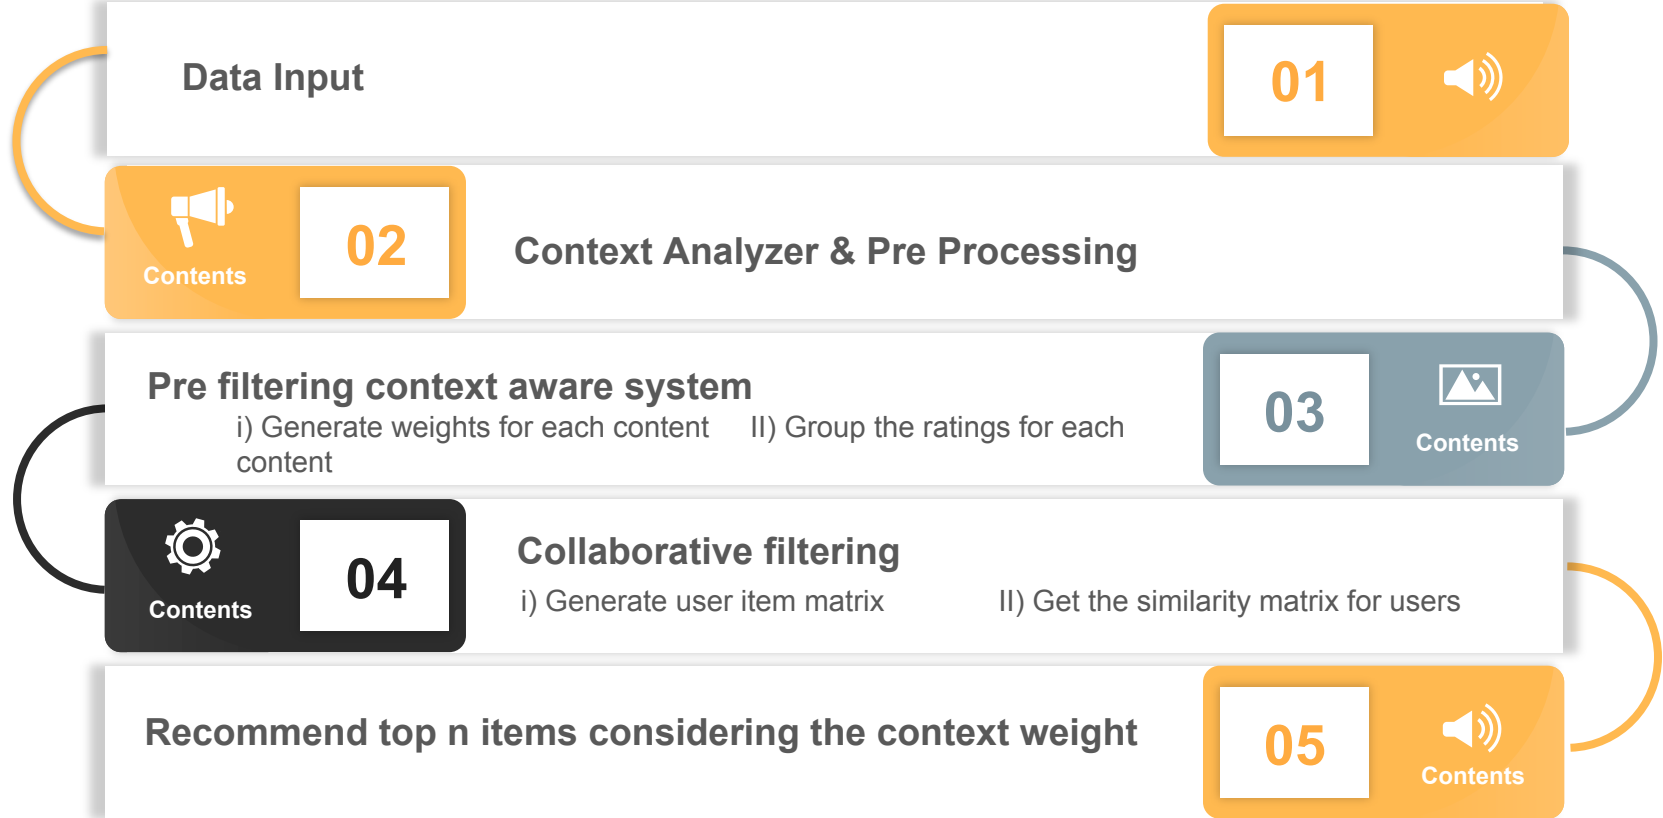 Data Input
01
Contents
02
Context Analyzer & Pre Processing
Pre filtering context aware system
i) Generate weights for each content II) Group the ratings for each
content
03
Contents
Contents
04
Collaborative filtering
i) Generate user item matrix II) Get the similarity matrix for users
Recommend top n items considering the context weight
05
Contents